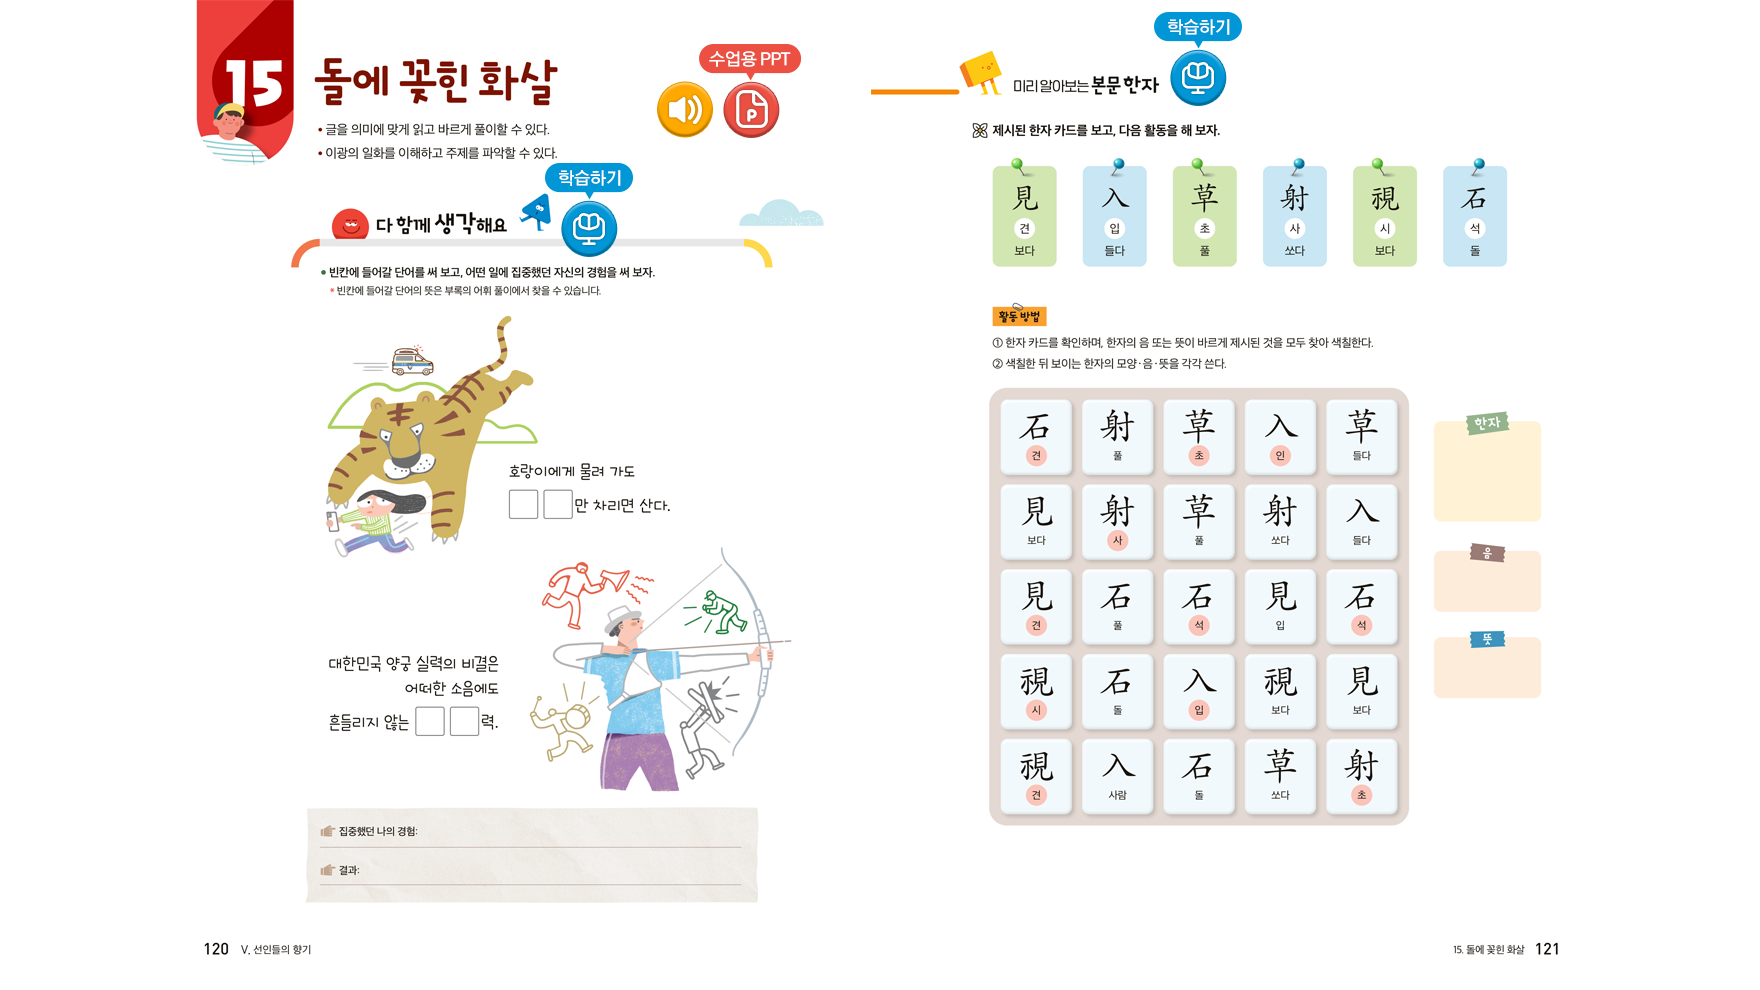 15
돌에 꽂힌 화살
수업용 PPT
P
• 글을 의미에 맞게 읽고 바르게 풀이할 수 있다.
• 이광의 일화를 이해하고 주제를 파악할 수 있다.
학습하기
다 함께 생각해요
• 빈칸에 들어갈 단어를 써 보고, 어떤 일에 집중했던 자신의 경험을 써 보자.
* 빈칸에 들어갈 단어의 뜻은 부록의 어휘 풀이에서 찾을 수 있습니다.
호랑이에게 물려 가도
만 차리면 산다.
대한민국 양궁 실력의 비결은
어떠한 소음에도
흔들리지 않는 력.
집중했던 나의 경험:
결과:
120 V. 선인들의 향기
학습하기
미리 알아보는 본문 한자
제시된 한자 카드를 보고, 다음 활동을 해 보자.
見 入 草 射 視 石
견 입 초 사 시 석
보다 들다 풀 쏘다 보다 돌
활동 방법
① 한자 카드를 확인하며, 한자의 음 또는 뜻이 바르게 제시된 것을 모두 찾아 색칠한다.
② 색칠한 뒤 보이는 한자의 모양·음·뜻을 각각 쓴다.
石 射 草 入 草
견 풀 초 인 들다
見 射 草 射 入
보다 사 풀 쏘다 들다
見 石 石 見 石
견 풀 석 입 석
視 石 入 視 見
시 돌 입 보다 보다
視 入 石 草 射
견 사람 돌 쏘다 초
한자
음
뜻
15. 돌에 꽂힌 화살 121